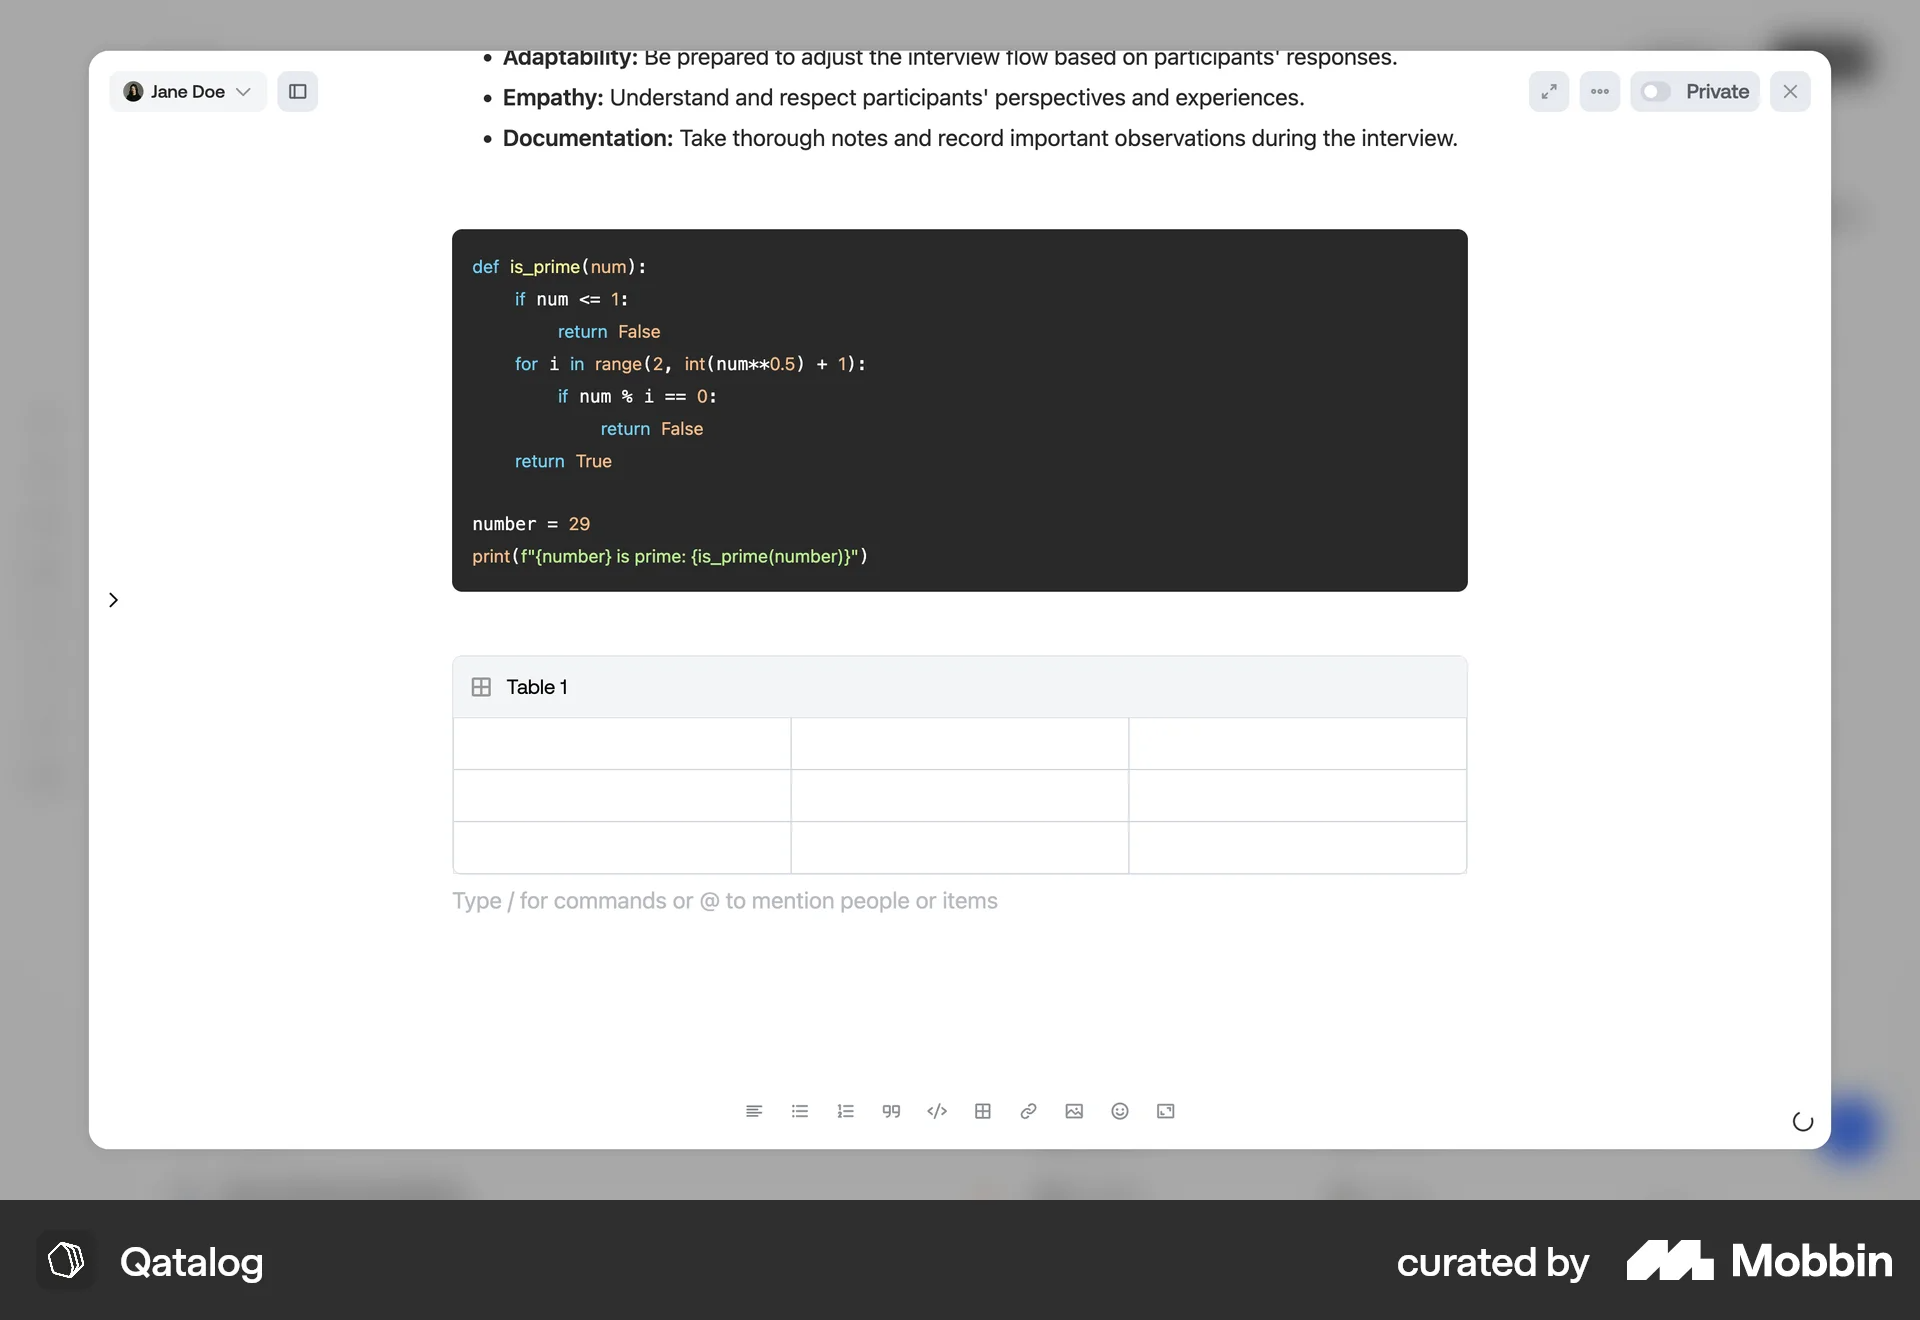 • Adaptability: Be prepared to adjust the interview flow based on participants' responses.
Jane Doe
Private
• Empathy: Understand and respect participants' perspectives and experiences.
• Documentation: Take thorough notes and record important observations during the interview.
def is_prime(num):
    if num <= 1:
        return False
    for i in range(2, int(num**0.5) + 1):
        if num % i == 0:
            return False
    return True
number = 29
print(f"{number} is prime: {is_prime(number)}")
Table 1
Type / for commands or @ to mention people or items
Qatalog
curated by Mobbin